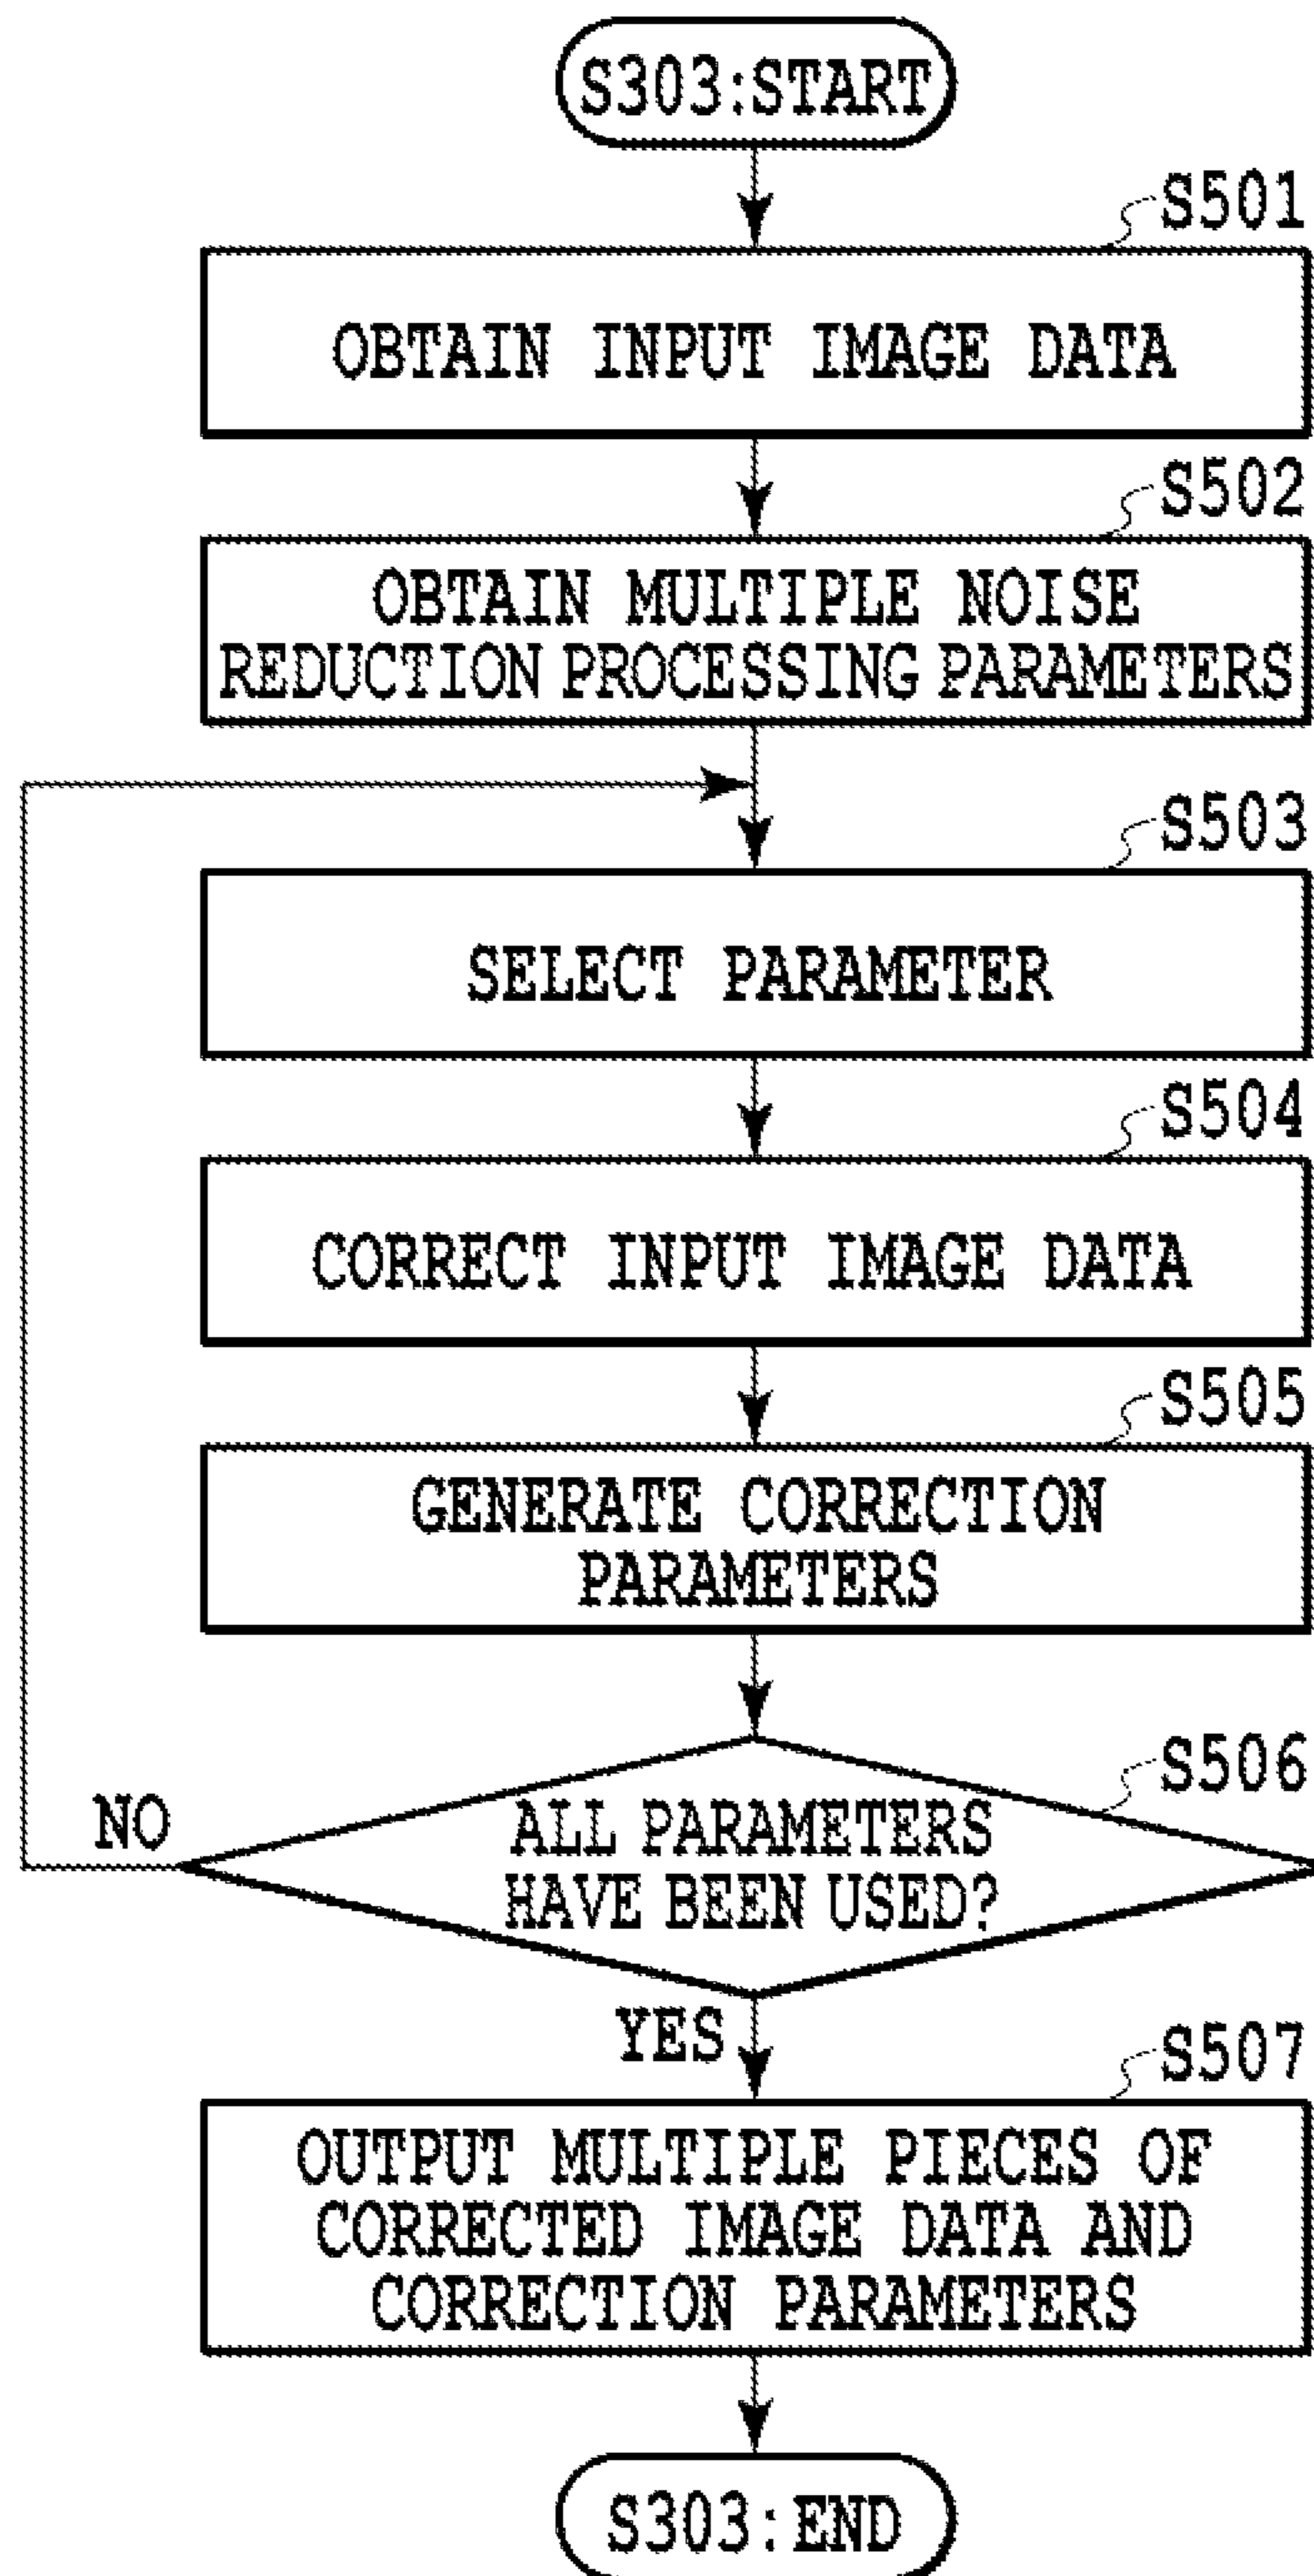 S303:START
S501
OBTAIN INPUT IMAGE DATA
S502
OBTAIN MULTIPLE NOISE
REDUCTION PROCESSING PARAMETERS
S503
SELECT PARAMETER
S504
CORRECT INPUT IMAGE DATA
S505
GENERATE CORRECTION
PARAMETERS
S506
NO
ALL PARAMETERS
HAVE BEEN USED?
YES
S507
OUTPUT MULTIPLE PIECES OF
CORRECTED IMAGE DATA AND
CORRECTION PARAMETERS
S303:END